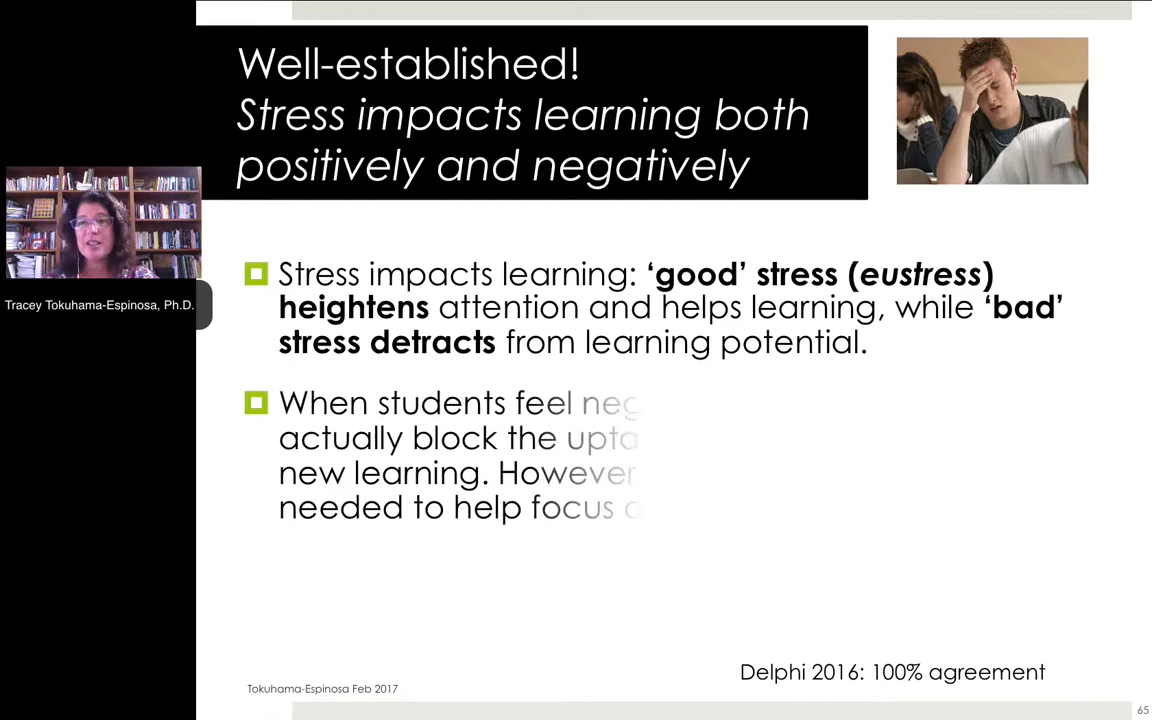 Well-established!
Stress impacts learning both
positively and negatively
Tracey Tokuhama-Espinosa, Ph.D.
Stress impacts learning: ‘good’ stress (eustress)
heightens attention and helps learning, while ‘bad’
stress detracts from learning potential.
When students feel
actually block the
new learning. However,
needed to help focus
Delphi 2016: 100% agreement
Tokuhama-Espinosa Feb 2017
65